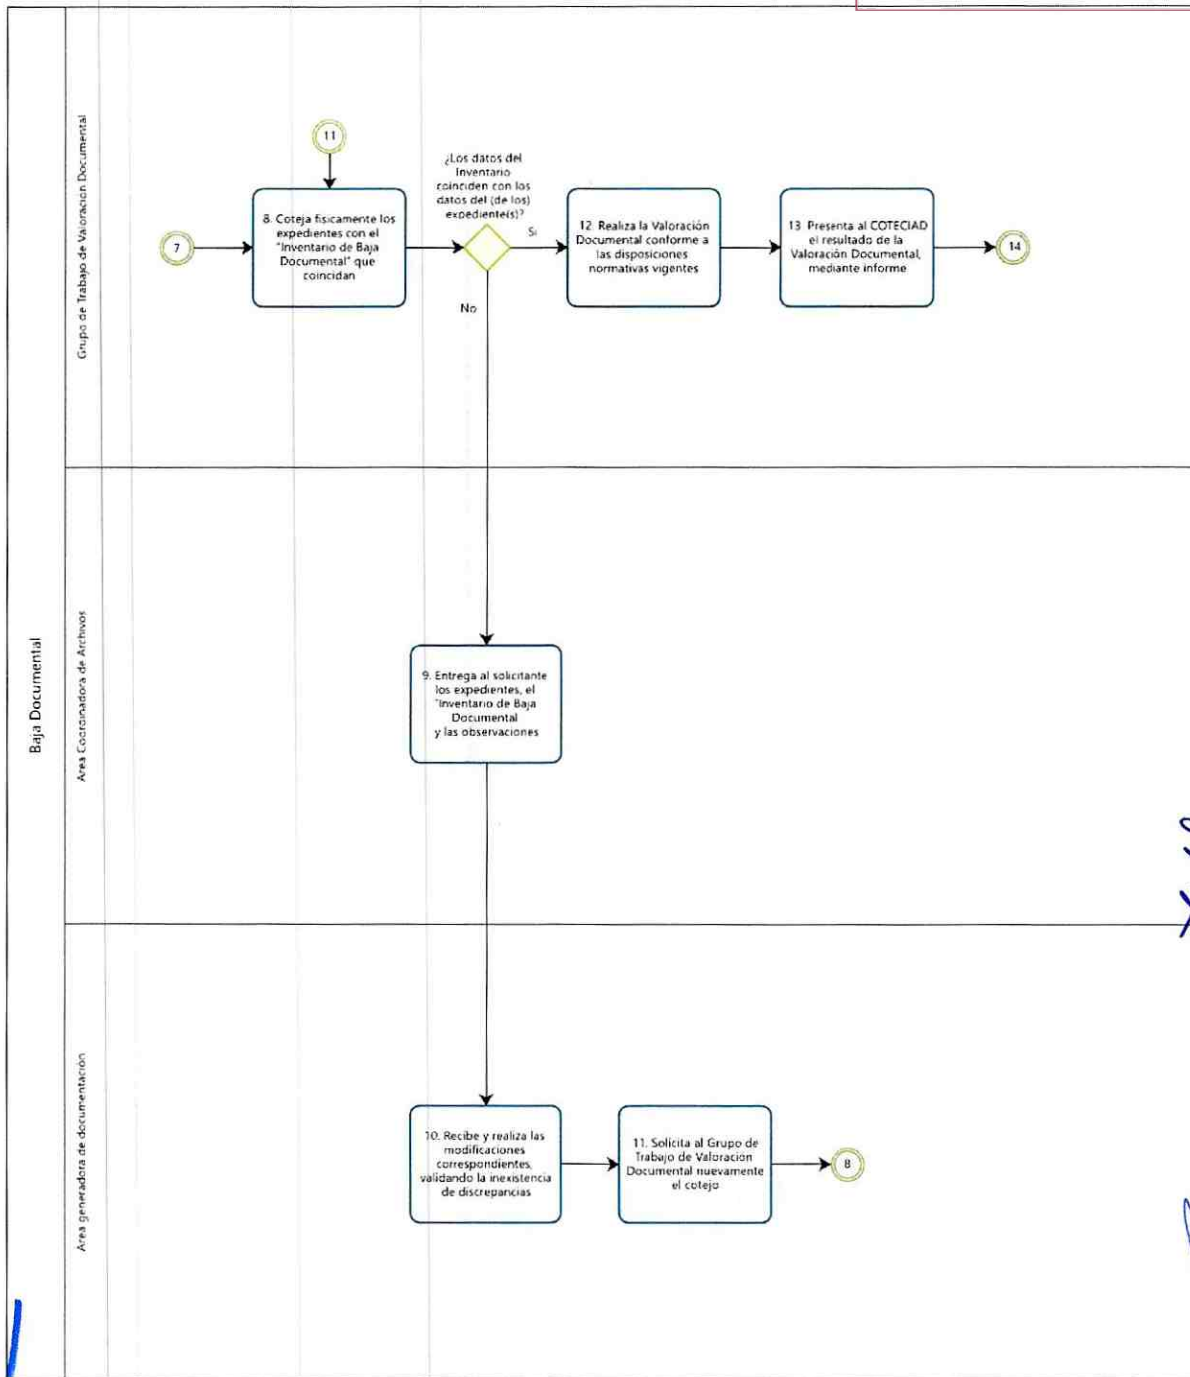 Baja Documental
Grupo de Trabajo de Valoración Documental
11
7
8. Coteja físicamente los
expedientes con el
"Inventario de Baja
Documental" que
coincidan
¿Los datos del
Inventario
coinciden con los
datos del (de los)
expediente(s)?
Si
No
12. Realiza la Valoración
Documental conforme a
las disposiciones
normativas vigentes
13. Presenta al COTECIAD
el resultado de la
Valoración Documental,
mediante informe
14
Area Coordinadora de Archivos
9. Entrega al solicitante
los expedientes, el
"Inventario de Baja
Documental
y las observaciones
Area generadora de documentación
10. Recibe y realiza las
modificaciones
correspondientes,
validando la inexistencia
de discrepancias
11. Solicita al Grupo de
Trabajo de Valoración
Documental nuevamente
el cotejo
8